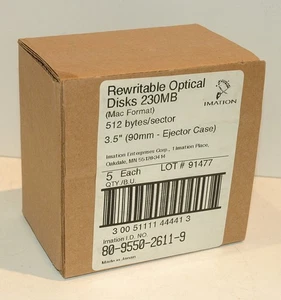 Rewritable Optical
Disks 230MB
(Mac Format)
512 bytes/sector
3.5" (90mm - Ejector Case)
IMATION
Imation Enterprises Corp., 1 Imation Place,
Oakdale, MN 55128-3414
5 Each
QTY./B.U.
LOT # 91477
3 00 51111 44441 3
Imation I.D. NO.
80-9550-2611-9
Made in Japan